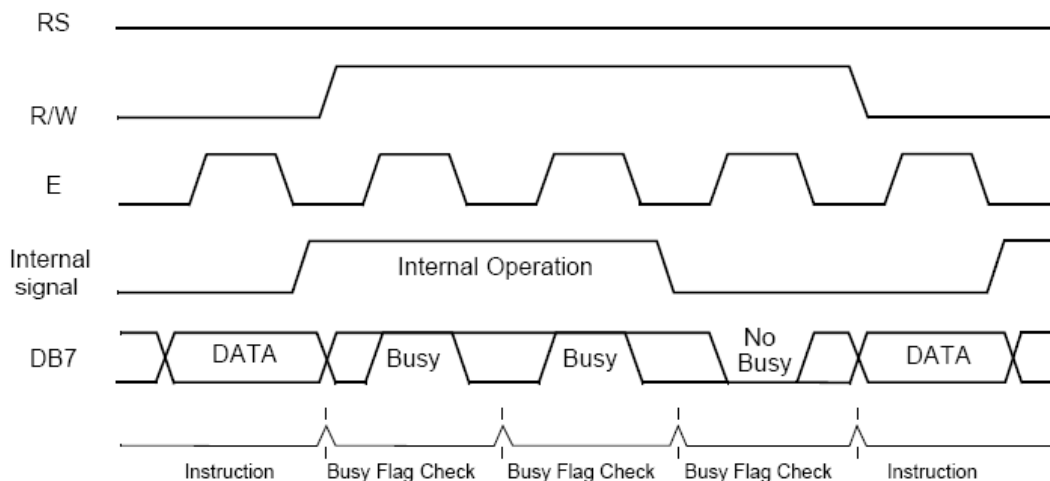 RS
R/W
E
Internal
signal
Internal Operation
DB7
DATA
Busy
Busy
No
Busy
DATA
Instruction
Busy Flag Check
Busy Flag Check
Busy Flag Check
Instruction